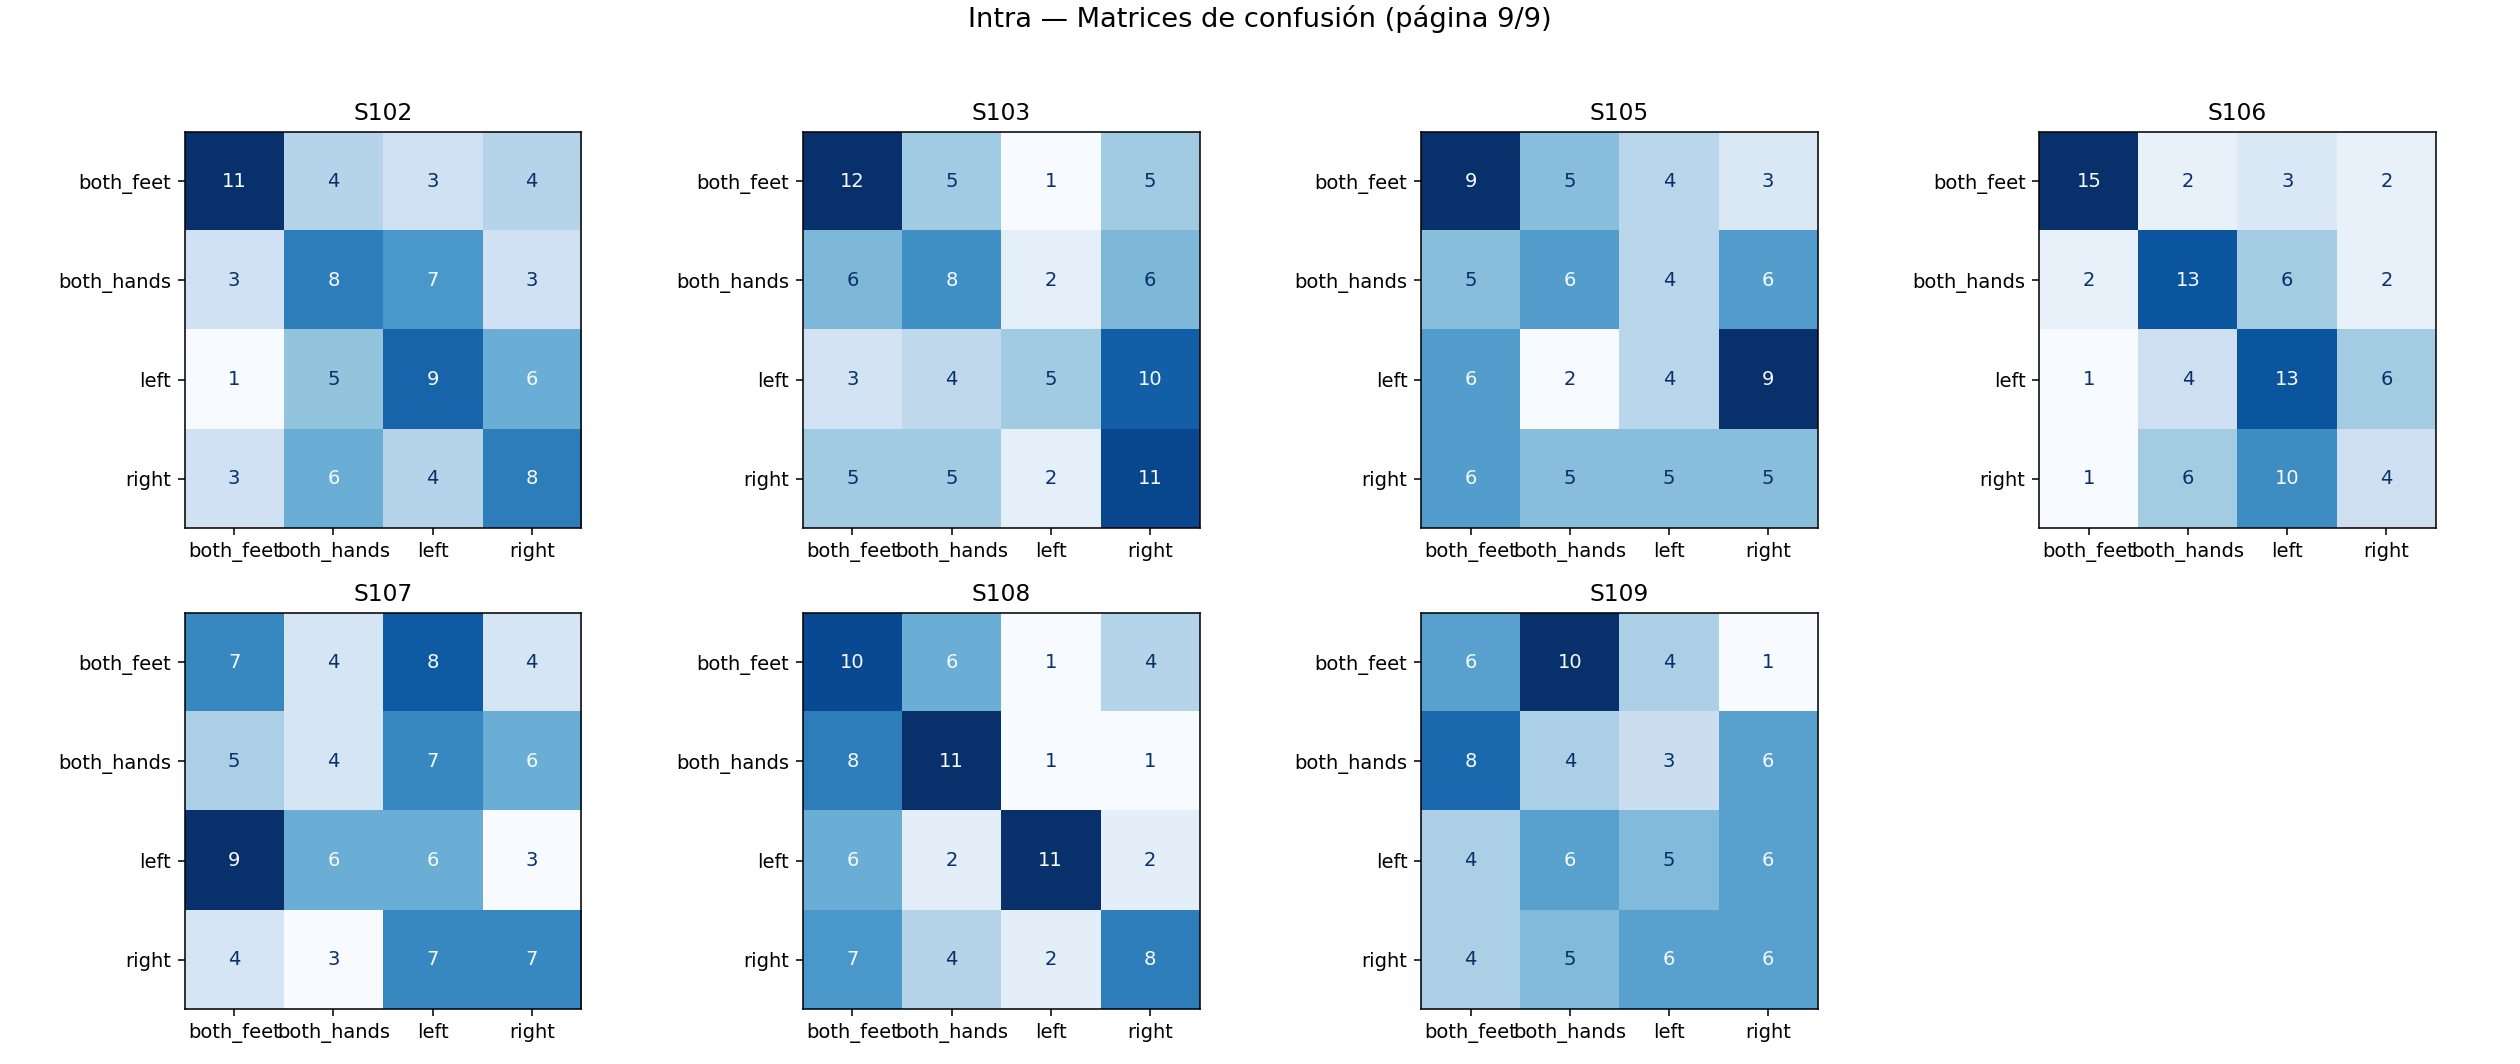 Intra — Matrices de confusión (página 9/9)
S102
both_feet 11 4 3 4
both_hands 3 8 7 3
left 1 5 9 6
right 3 6 4 8
both_feet both_hands left right
S103
both_feet 12 5 1 5
both_hands 6 8 2 6
left 3 4 5 10
right 5 5 2 11
both_feet both_hands left right
S105
both_feet 9 5 4 3
both_hands 5 6 4 6
left 6 2 4 9
right 6 5 5 5
both_feet both_hands left right
S106
both_feet 15 2 3 2
both_hands 2 13 6 2
left 1 4 13 6
right 1 6 10 4
both_feet both_hands left right
S107
both_feet 7 4 8 4
both_hands 5 4 7 6
left 9 6 6 3
right 4 3 7 7
both_feet both_hands left right
S108
both_feet 10 6 1 4
both_hands 8 11 1 1
left 6 2 11 2
right 7 4 2 8
both_feet both_hands left right
S109
both_feet 6 10 4 1
both_hands 8 4 3 6
left 4 6 5 6
right 4 5 6 6
both_feet both_hands left right